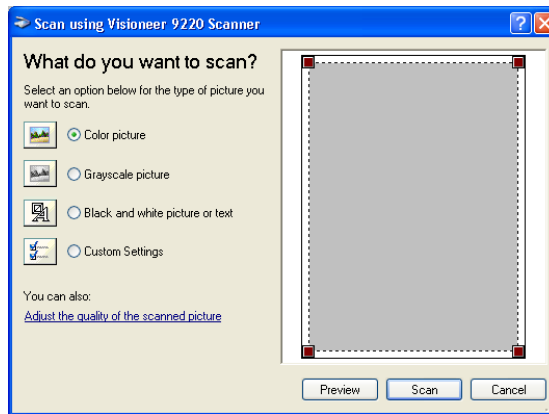 Scan using Visioneer 9220 Scanner
What do you want to scan?
Select an option below for the type of picture you
want to scan.
Color picture
Grayscale picture
Black and white picture or text
Custom Settings
You can also:
Adjust the quality of the scanned picture
Preview
Scan
Cancel